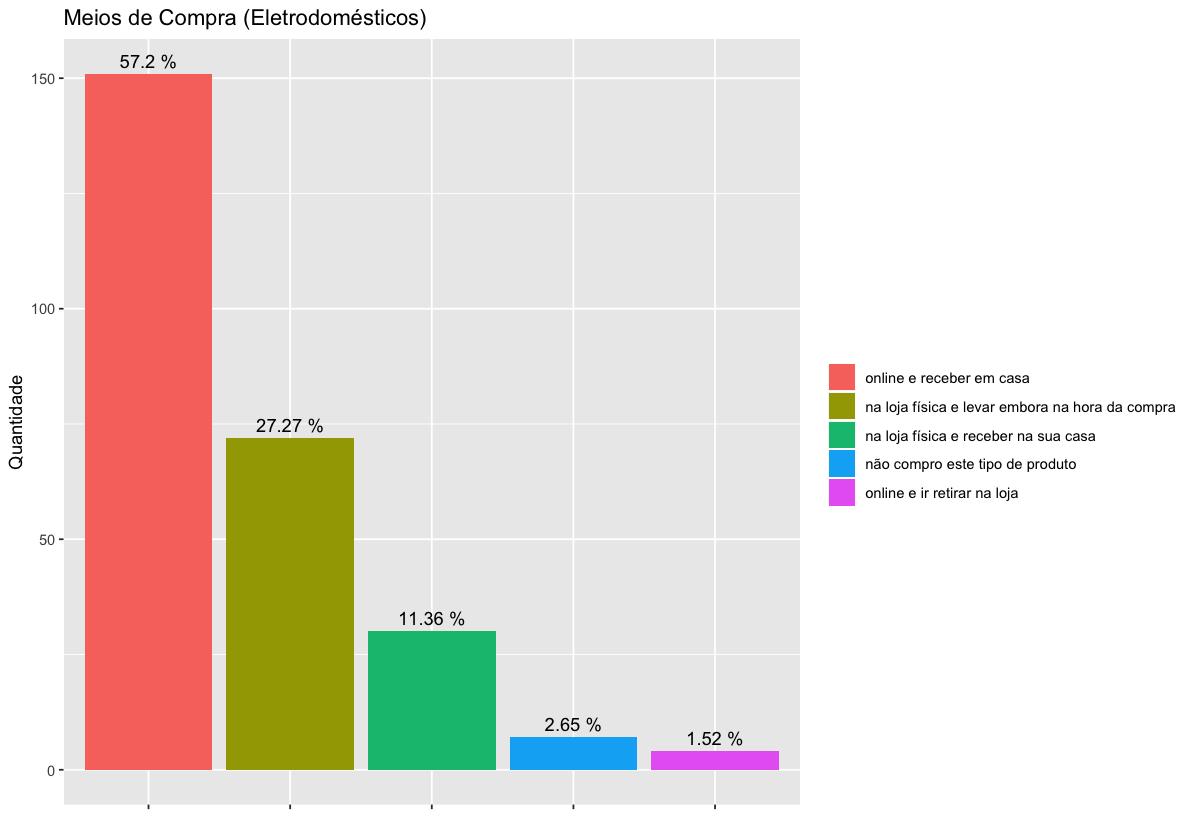 Meios de Compra (Eletrodomésticos)
Quantidade
150
100
50
0
57.2 %
27.27 %
11.36 %
2.65 %
1.52 %
online e receber em casa
na loja física e levar embora na hora da compra
na loja física e receber na sua casa
não compro este tipo de produto
online e ir retirar na loja